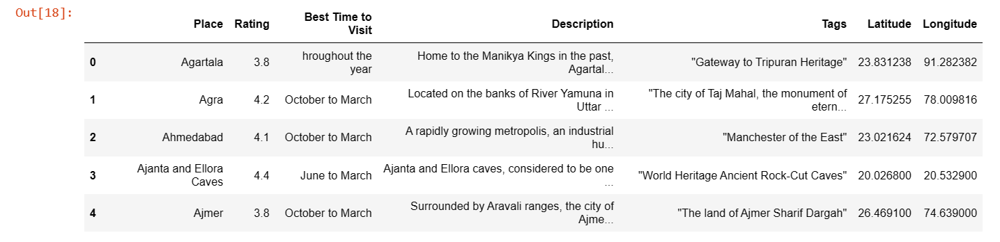 Out[18]:
Place Rating Best Time to Visit Description Tags Latitude Longitude
0 Agartala 3.8 hroughout the year Home to the Manikya Kings in the past, Agartal... "Gateway to Tripuran Heritage" 23.831238 91.282382
1 Agra 4.2 October to March Located on the banks of River Yamuna in Uttar ... "The city of Taj Mahal, the monument of etern... 27.175255 78.009816
2 Ahmedabad 4.1 October to March A rapidly growing metropolis, an industrial hu... "Manchester of the East" 23.021624 72.579707
3 Ajanta and Ellora Caves 4.4 June to March Ajanta and Ellora caves, considered to be one ... "World Heritage Ancient Rock-Cut Caves" 20.026800 20.532900
4 Ajmer 3.8 October to March Surrounded by Aravali ranges, the city of Ajme... "The land of Ajmer Sharif Dargah" 26.469100 74.639000